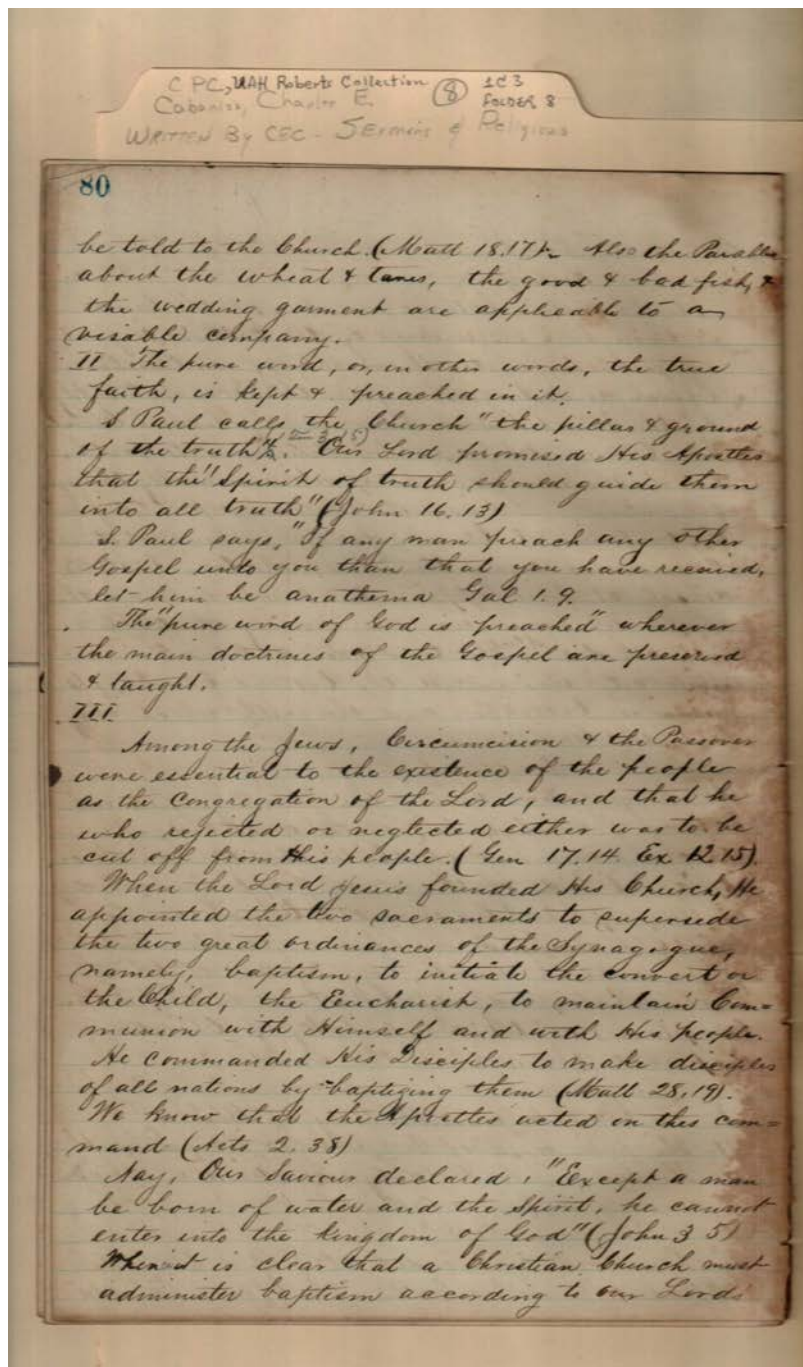 C PC, UAH Roberts Collection ⑧ 1C3
Cabaniss, Charles E. FOLDER 8
WRITTEN By CEC - SErmons & Religious
80
be told to the Church. (Matt 18.17). Also the Parables
about the wheat & tares, the good & bad fish, &
the wedding garment are appliable to a
visable company.
II The pure word, or, in other words, the true
faith, is kept & preached in it.
S Paul calls the Church "the pillar & ground
of the truth". Our Lord promised His Apostles
that the "Spirit of truth should guide them
into all truth" (John 16.13)
S. Paul says, "If any man preach any other
Gospel unto you than that you have received,
let him be anathema Gal 1.9.
The "pure word of God is preached" wherever
the main doctrines of the Gospel are preserved
& taught.
III
Among the Jews, Circumcision & the Passover
were essential to the existence of the people
as the Congregation of the Lord, and that he
who rejected or neglected either was to be
cut off from His people. (Gen 17.14. Ex 12.15).
When the Lord Jesus founded His Church, He
appointed the two sacraments to supersede
the two great ordinances of the Synagogue,
namely, baptism, to initiate the convert or
the Child, the Eucharist, to maintain Com=
munion with Himself and with His people.
He commanded His Disciples to make disciples
of all nations by baptizing them (Matt 28.19).
We know that the Apostles acted on this com=
mand (Acts 2.38)
Nay, Our Saviour declared, "Except a man
be born of water and the Spirit, he cannot
enter into the kingdom of God" (John 3 5)
When it is clear that a Christian Church must
administer baptism according to our Lord's